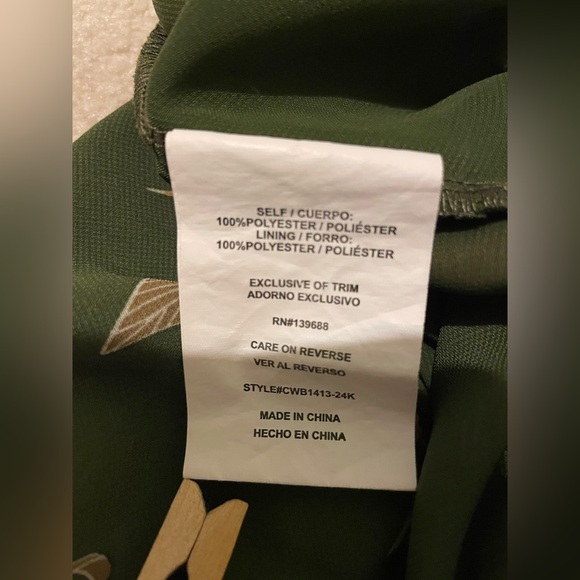 SELF / CUERPO:
100%POLYESTER / POLIÉSTER
LINING / FORRO:
100%POLYESTER / POLIÉSTER
EXCLUSIVE OF TRIM
ADORNO EXCLUSIVO
RN#139688
CARE ON REVERSE
VER AL REVERSO
STYLE#CWB1413-24K
MADE IN CHINA
HECHO EN CHINA